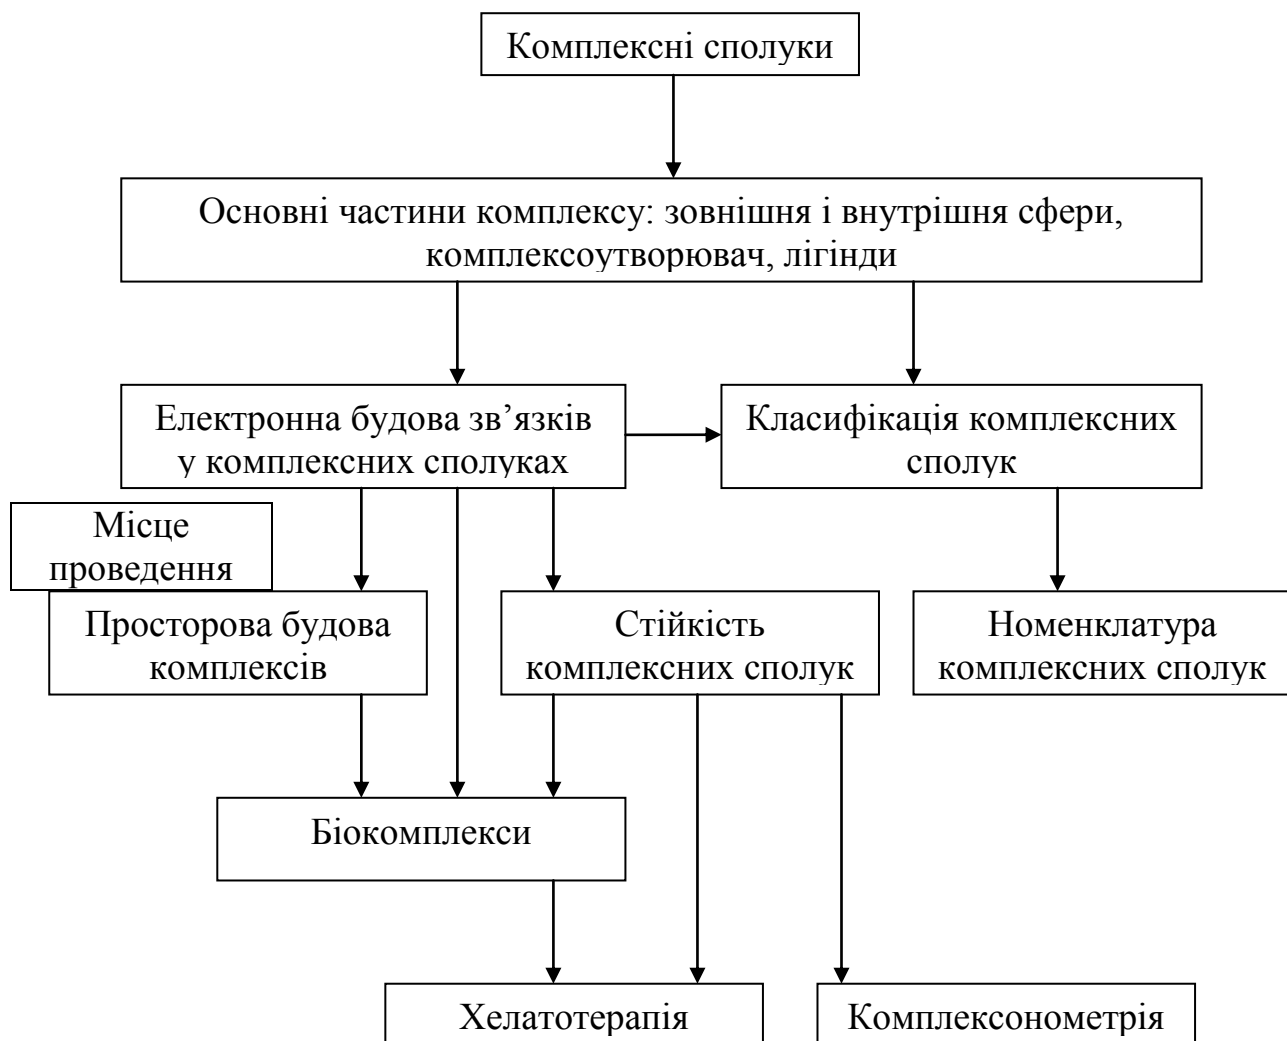 Комплексні сполуки
Основні частини комплексу: зовнішня і внутрішня сфери,
комплексоутворювач, лігінди
Електронна будова зв’язків
у комплексних сполуках
Класифікація комплексних
сполук
Місце
проведення
Просторова будова
комплексів
Стійкість
комплексних сполук
Номенклатура
комплексних сполук
Біокомплекси
Хелатотерапія
Комплексонометрія